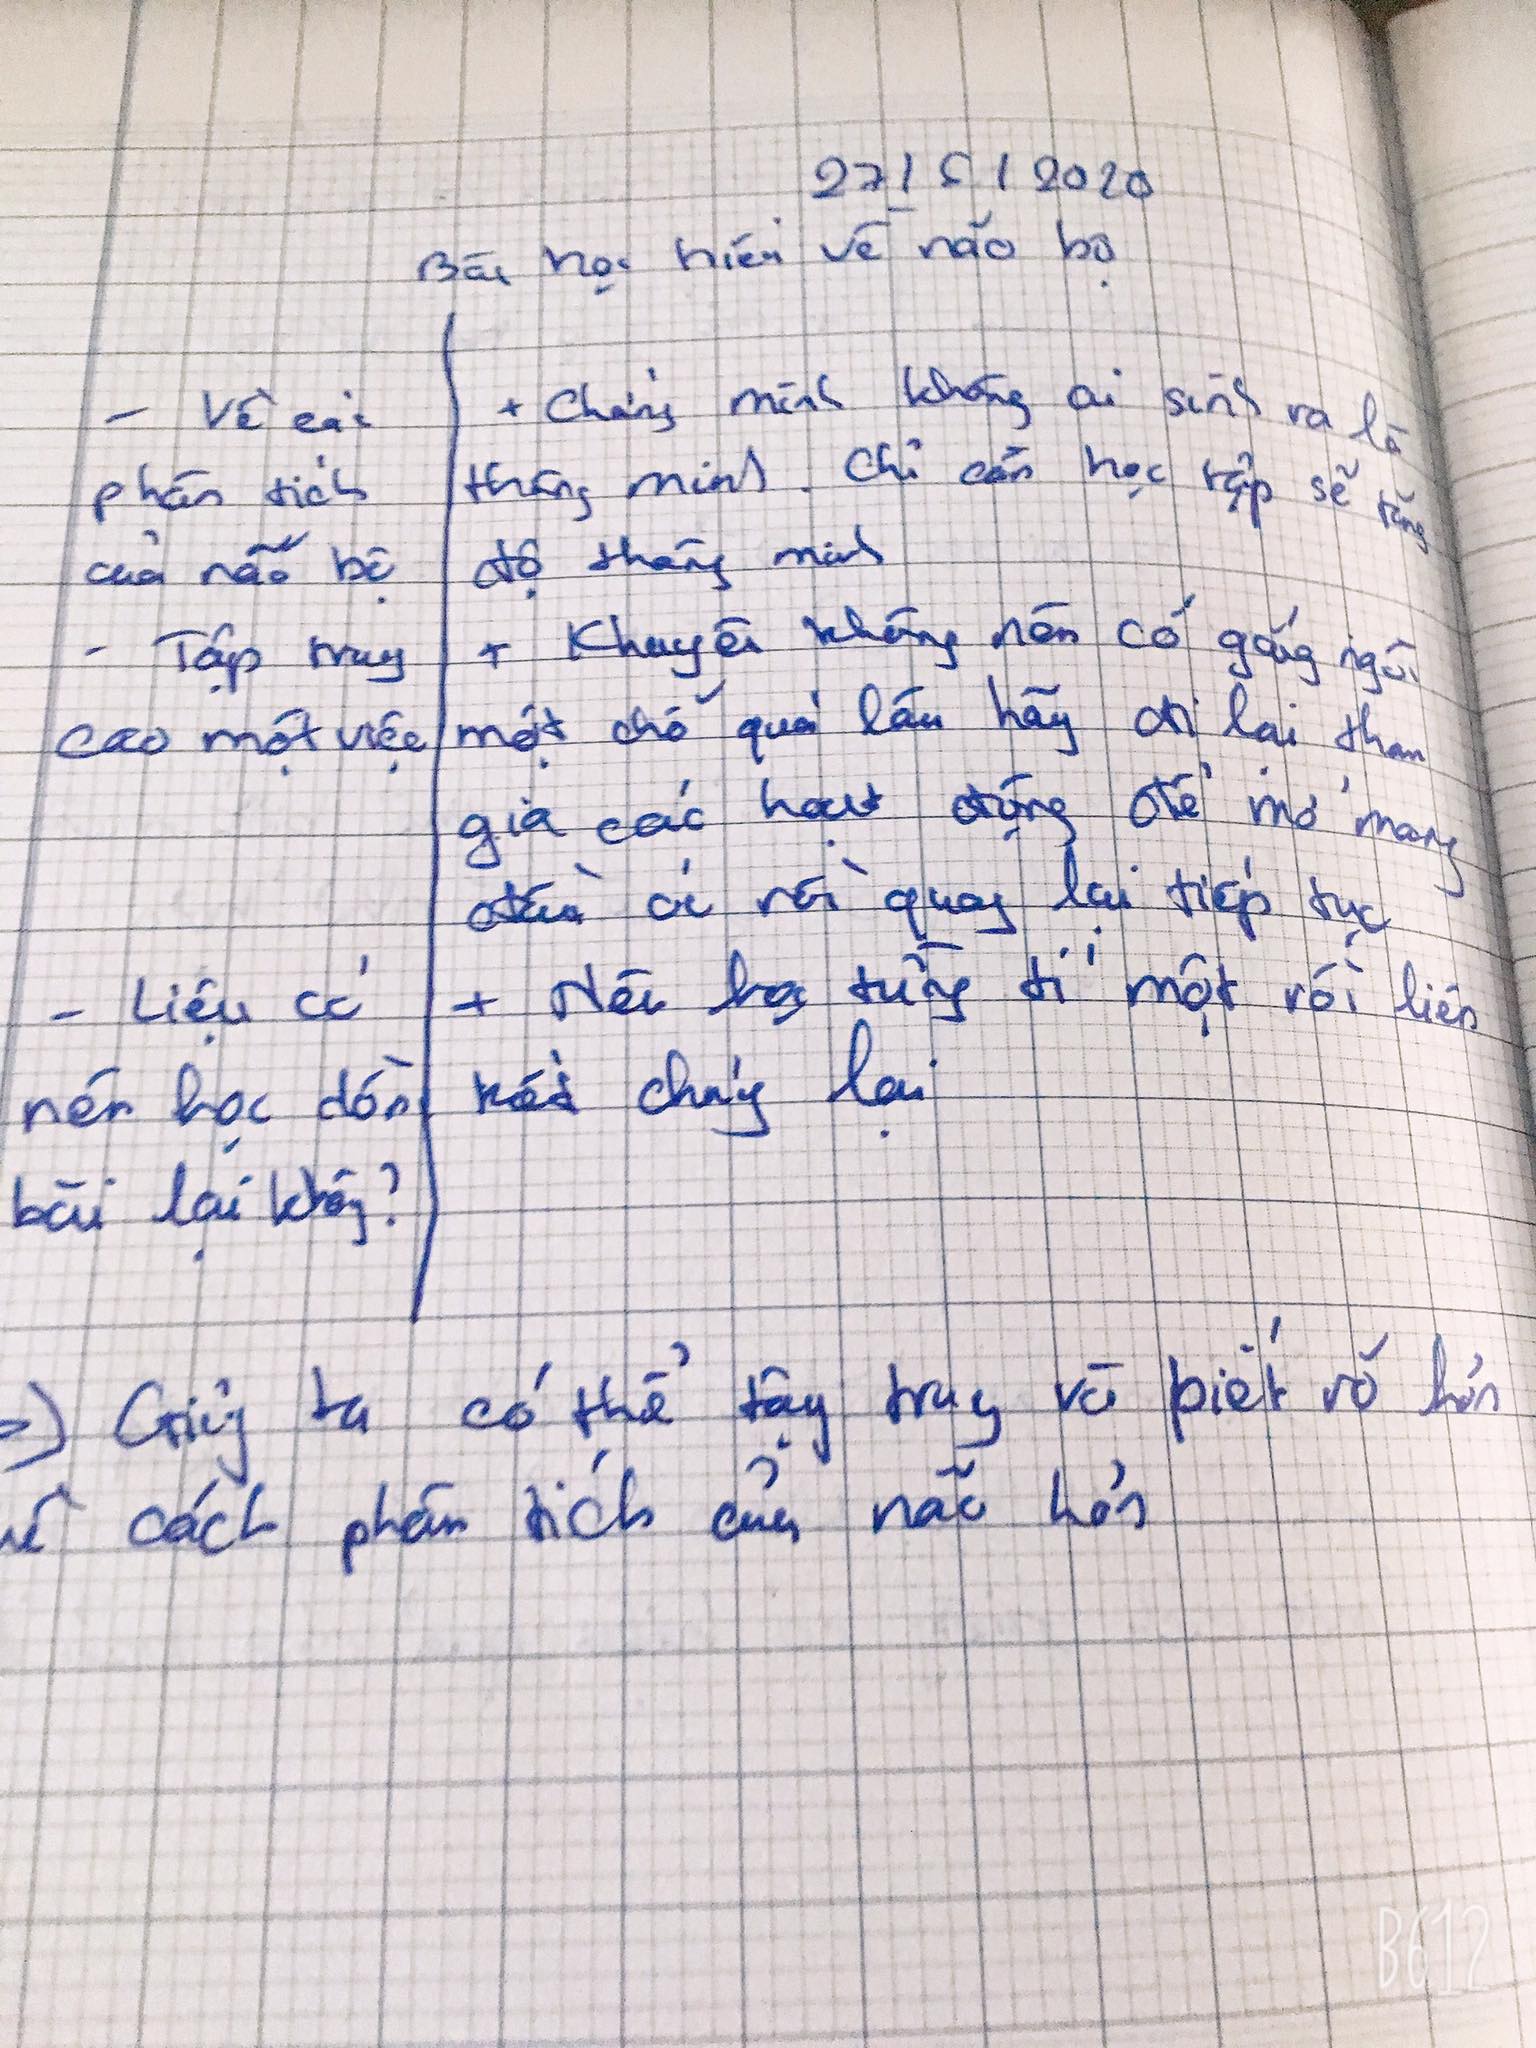 27/5/2020
Bài học hiểu về não bộ
- Về các
phân tích
của não bộ
- Tập trung
cao một việc
- Liệu có
nên học dồn
bài lại không?
+ Chứng minh không ai sinh ra là
thông minh. Chỉ cần học tập sẽ tăng
độ thông minh
+ Khuyên không nên cố gắng ngồi
một chỗ quá lâu hãy đi lại tham
gia các hoạt động để mở mang
đầu óc rồi quay lại tiếp tục
+ Nên học từng tí một rồi liên
kết chúng lại
=> Giúp ta có thể tập trung và biết rõ hơn
về cách phân tích của não hơn
B612